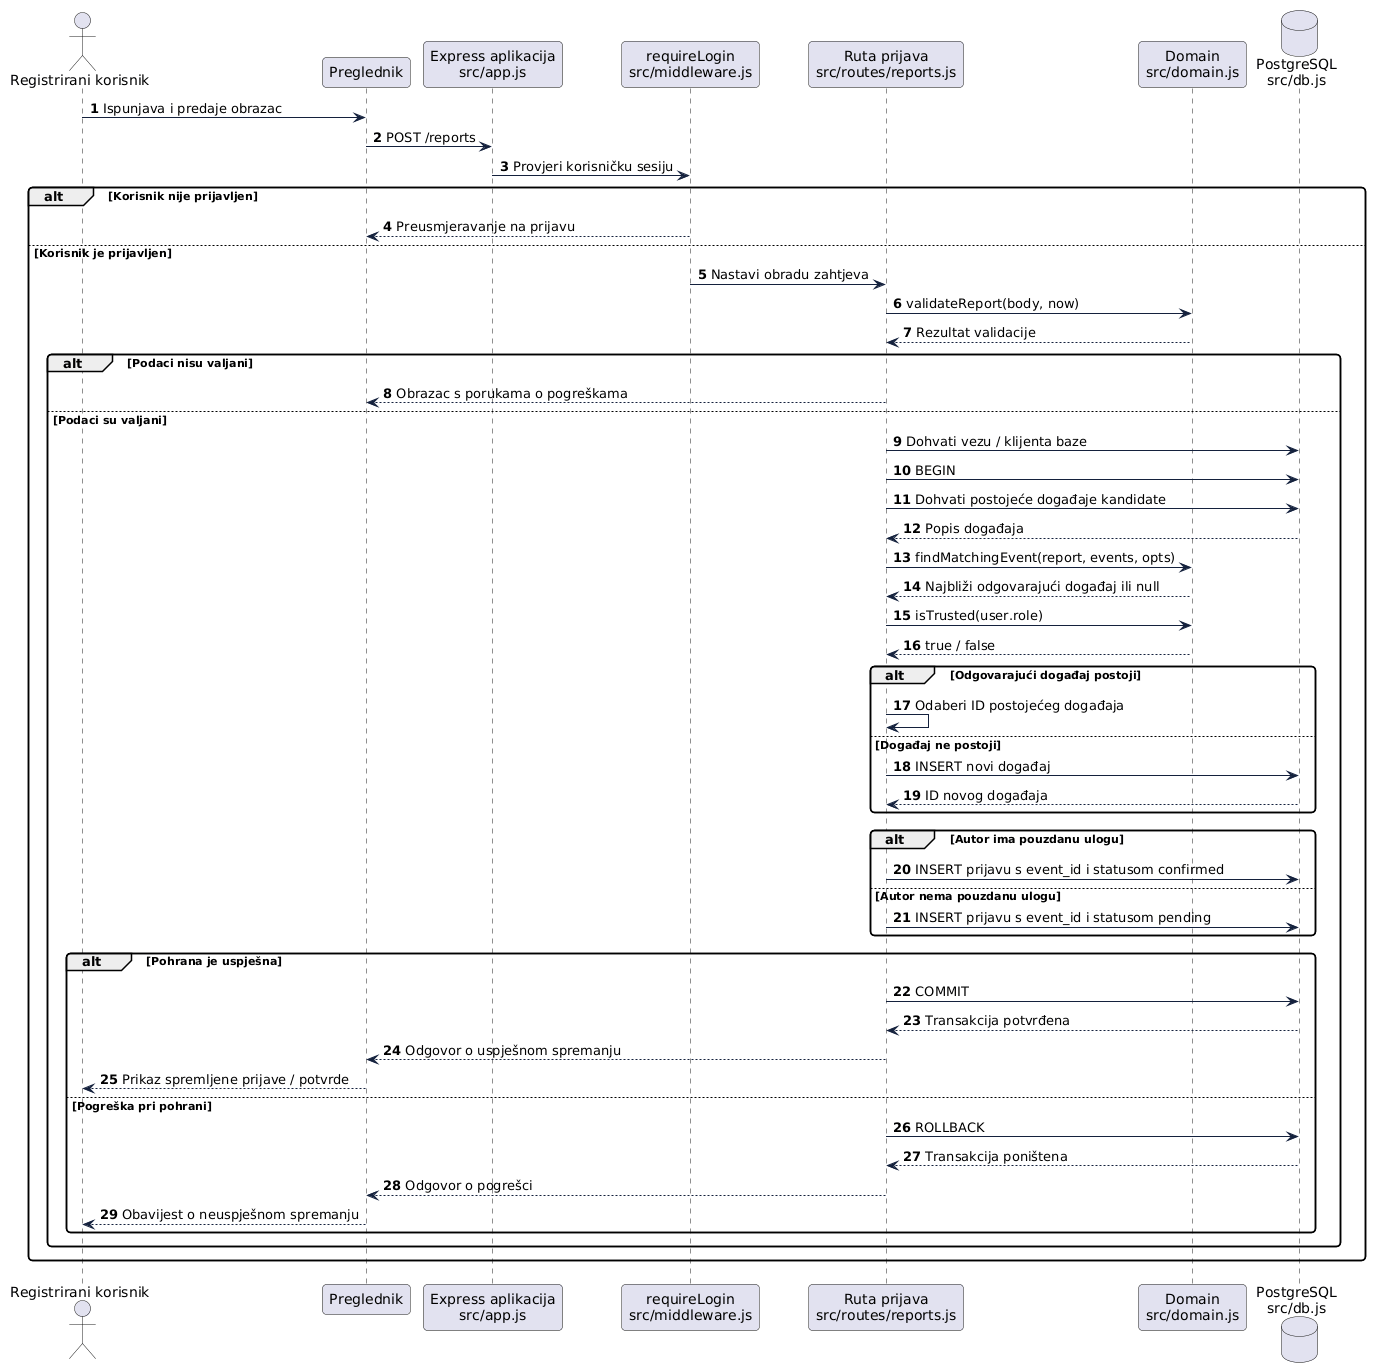 Registrirani korisnik
Preglednik
Express aplikacija
src/app.js
requireLogin
src/middleware.js
Ruta prijava
src/routes/reports.js
Domain
src/domain.js
PostgreSQL
src/db.js
1 Ispunjava i predaje obrazac
2 POST /reports
3 Provjeri korisničku sesiju
alt [Korisnik nije prijavljen]
4 Preusmjeravanje na prijavu
[Korisnik je prijavljen]
5 Nastavi obradu zahtjeva
6 validateReport(body, now)
7 Rezultat validacije
alt [Podaci nisu valjani]
8 Obrazac s porukama o pogreškama
[Podaci su valjani]
9 Dohvati vezu / klijenta baze
10 BEGIN
11 Dohvati postojeće događaje kandidate
12 Popis događaja
13 findMatchingEvent(report, events, opts)
14 Najbliži odgovarajući događaj ili null
15 isTrusted(user.role)
16 true / false
alt [Odgovarajući događaj postoji]
17 Odaberi ID postojećeg događaja
[Događaj ne postoji]
18 INSERT novi događaj
19 ID novog događaja
alt [Autor ima pouzdanu ulogu]
20 INSERT prijavu s event_id i statusom confirmed
[Autor nema pouzdanu ulogu]
21 INSERT prijavu s event_id i statusom pending
alt [Pohrana je uspješna]
22 COMMIT
23 Transakcija potvrđena
24 Odgovor o uspješnom spremanju
25 Prikaz spremljene prijave / potvrde
[Pogreška pri pohrani]
26 ROLLBACK
27 Transakcija poništena
28 Odgovor o pogrešci
29 Obavijest o neuspješnom spremanju
Registrirani korisnik
Preglednik
Express aplikacija
src/app.js
requireLogin
src/middleware.js
Ruta prijava
src/routes/reports.js
Domain
src/domain.js
PostgreSQL
src/db.js